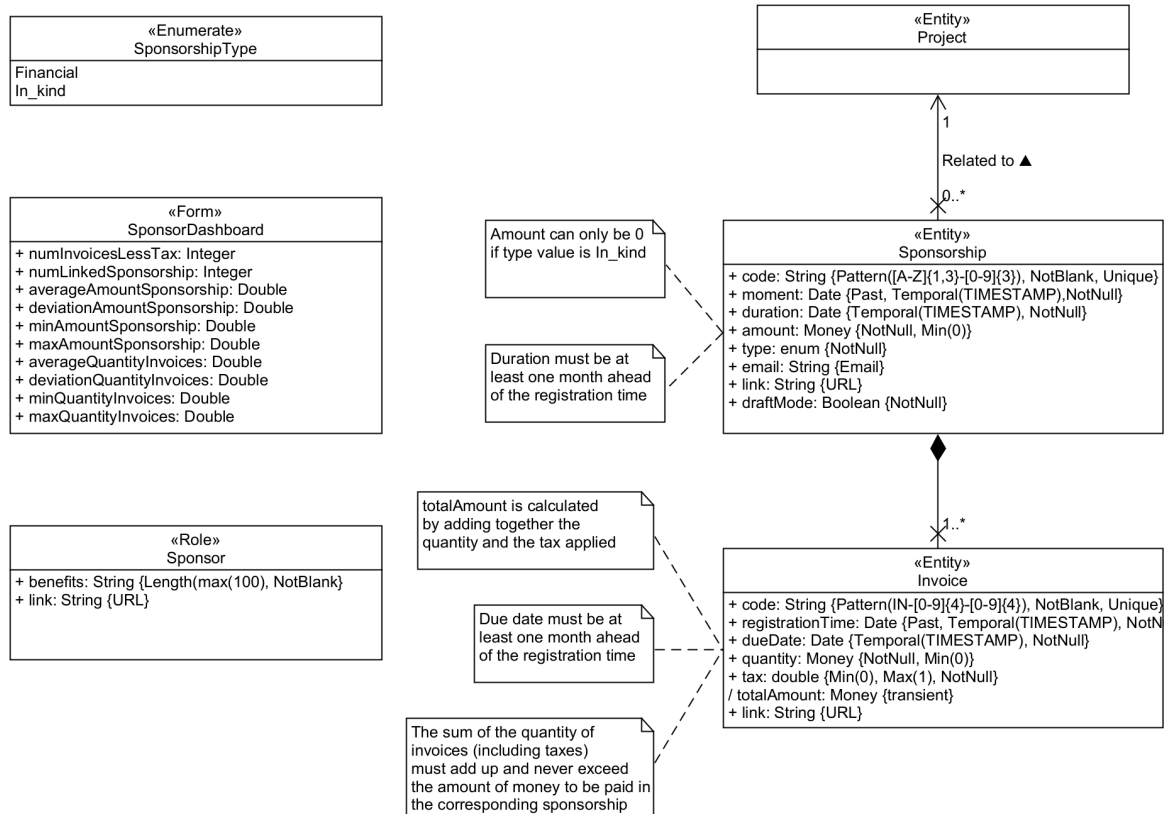 «Enumerate»
SponsorshipType
Financial
In_kind
«Entity»
Project
1
Related to ▲
0..*
«Form»
SponsorDashboard
+ numInvoicesLessTax: Integer
+ numLinkedSponsorship: Integer
+ averageAmountSponsorship: Double
+ deviationAmountSponsorship: Double
+ minAmountSponsorship: Double
+ maxAmountSponsorship: Double
+ averageQuantityInvoices: Double
+ deviationQuantityInvoices: Double
+ minQuantityInvoices: Double
+ maxQuantityInvoices: Double
Amount can only be 0
if type value is In_kind
Duration must be at
least one month ahead
of the registration time
«Entity»
Sponsorship
+ code: String {Pattern([A-Z]{1,3}-[0-9]{3}), NotBlank, Unique}
+ moment: Date {Past, Temporal(TIMESTAMP),NotNull}
+ duration: Date {Temporal(TIMESTAMP), NotNull}
+ amount: Money {NotNull, Min(0)}
+ type: enum {NotNull}
+ email: String {Email}
+ link: String {URL}
+ draftMode: Boolean {NotNull}
1..*
«Role»
Sponsor
+ benefits: String {Length(max(100), NotBlank}
+ link: String {URL}
totalAmount is calculated
by adding together the
quantity and the tax applied
Due date must be at
least one month ahead
of the registration time
The sum of the quantity of
invoices (including taxes)
must add up and never exceed
the amount of money to be paid in
the corresponding sponsorship
«Entity»
Invoice
+ code: String {Pattern(IN-[0-9]{4}-[0-9]{4}), NotBlank, Unique}
+ registrationTime: Date {Past, Temporal(TIMESTAMP), NotN
+ dueDate: Date {Temporal(TIMESTAMP), NotNull}
+ quantity: Money {NotNull, Min(0)}
+ tax: double {Min(0), Max(1), NotNull}
/ totalAmount: Money {transient}
+ link: String {URL}